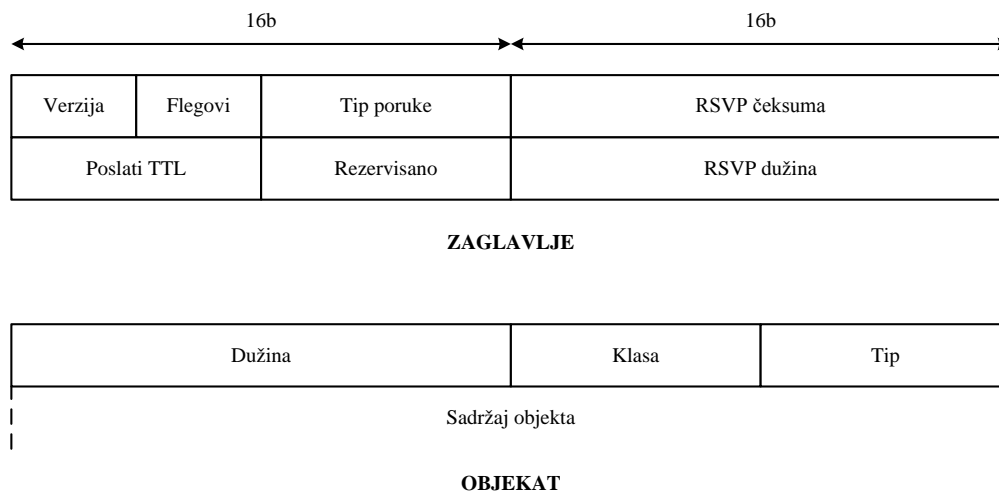 16b 16b
Verzija Flegovi Tip poruke RSVP čeksuma
Poslati TTL Rezervisano RSVP dužina
ZAGLAVLJE
Dužina Klasa Tip
Sadržaj objekta
OBJEKAT